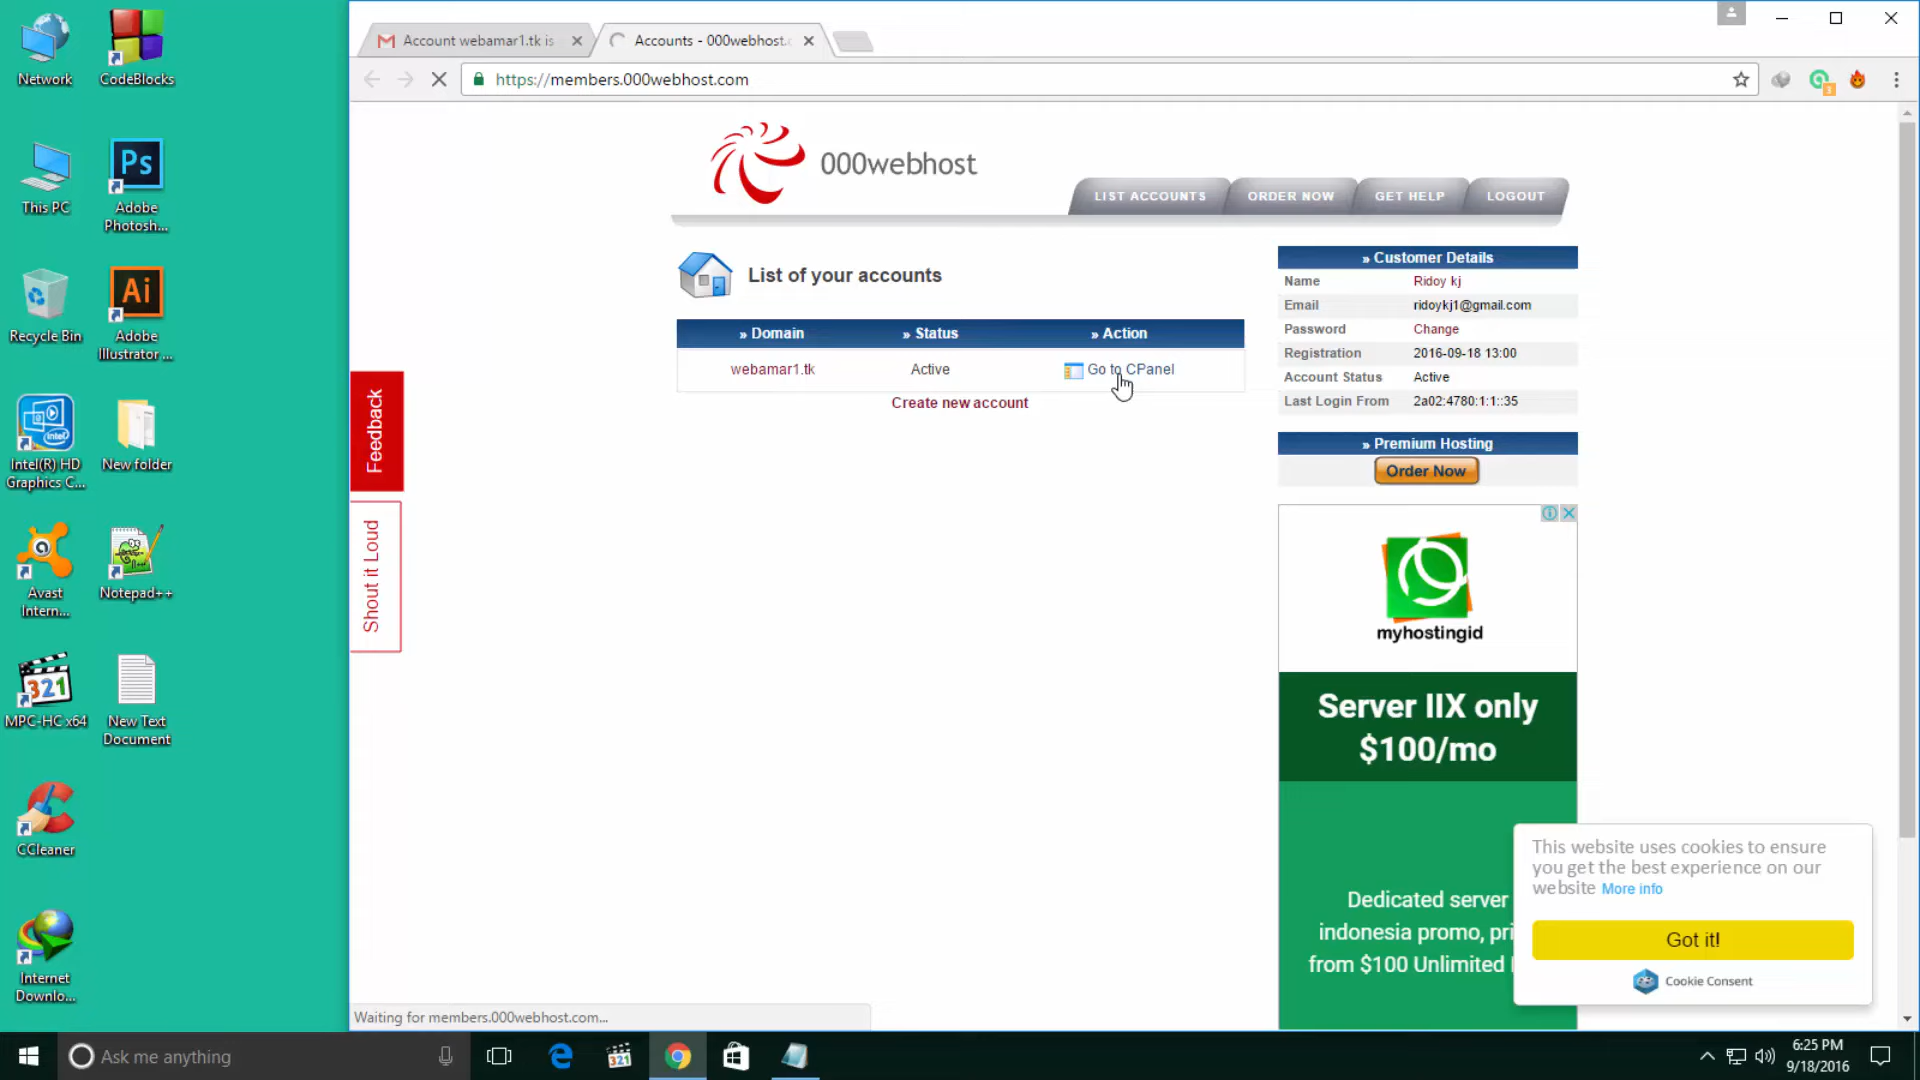 Network
CodeBlocks
This PC
Adobe
Photosh...
Recycle Bin
Adobe
Illustrator ...
Intel(R) HD
Graphics C...
New folder
Avast
Intern...
Notepad++
MPC-HC x64
New Text
Document
CCleaner
Internet
Downlo...
Account webamar1.tk is
Accounts - 000webhost.
https://members.000webhost.com
3
000webhost
LIST ACCOUNTS
ORDER NOW
GET HELP
LOGOUT
List of your accounts
» Domain
» Status
» Action
webamar1.tk
Active
Go to CPanel
Create new account
Feedback
Shout it Loud
» Customer Details
Name Ridoy kj
Email ridoykj1@gmail.com
Password Change
Registration 2016-09-18 13:00
Account Status Active
Last Login From 2a02:4780:1:1::35
» Premium Hosting
Order Now
myhostingid
Server IIX only
$100/mo
Dedicated server
indonesia promo, pri
from $100 Unlimited
This website uses cookies to ensure
you get the best experience on our
website More info
Got it!
Cookie Consent
Waiting for members.000webhost.com...
Ask me anything
6:25 PM
9/18/2016
Ps
Ai
intel
321
321